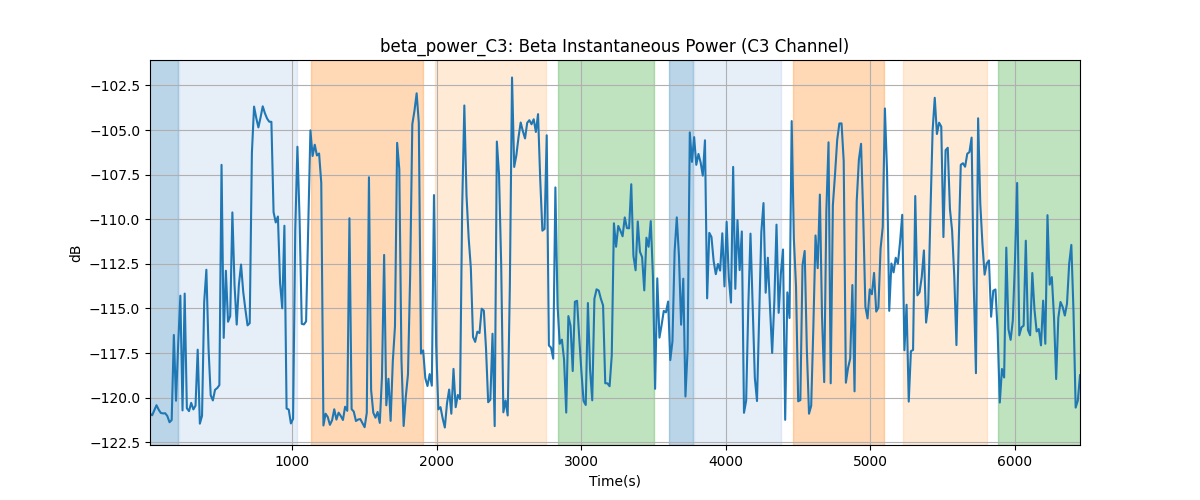 beta_power_C3: Beta Instantaneous Power (C3 Channel)
−102.5
−105.0
−107.5
−110.0
−112.5
−115.0
−117.5
−120.0
−122.5
dB
1000 2000 3000 4000 5000 6000
Time(s)